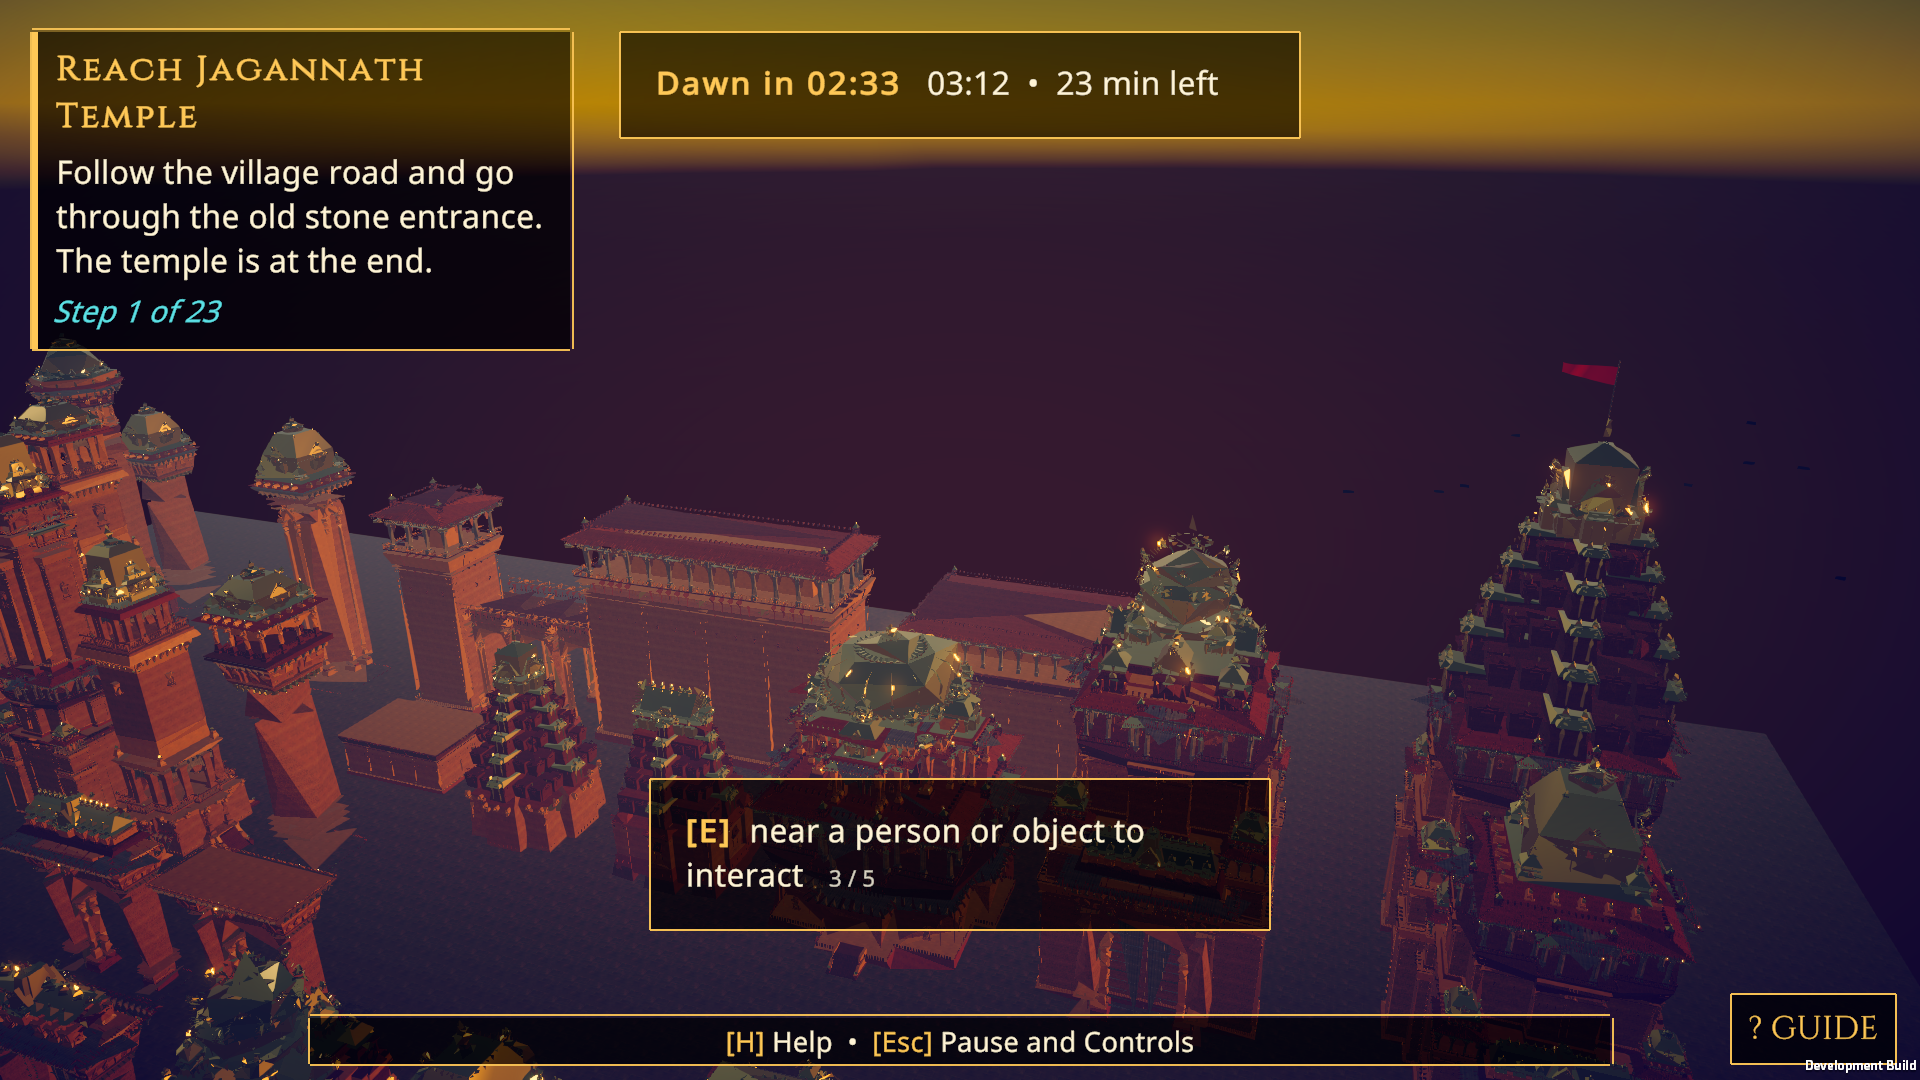 REACH JAGANNATH
TEMPLE
Follow the village road and go
through the old stone entrance.
The temple is at the end.
Step 1 of 23
Dawn in 02:33 03:12 • 23 min left
[E] near a person or object to
interact 3 / 5
[H] Help • [Esc] Pause and Controls
? GUIDE
Development Build